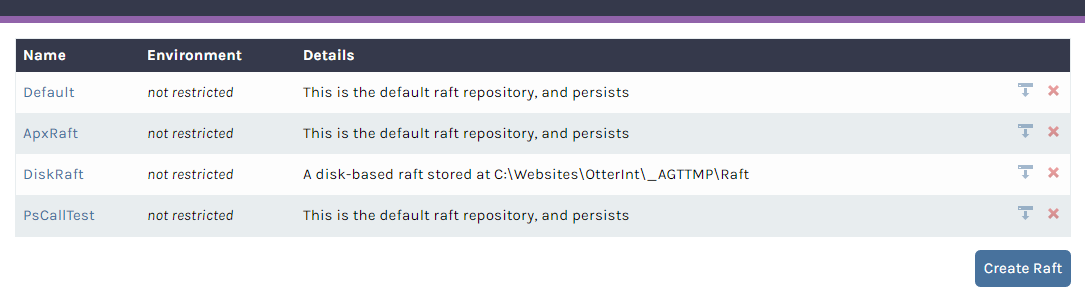 Name Environment Details
Default not restricted This is the default raft repository, and persists
ApxRaft not restricted This is the default raft repository, and persists
DiskRaft not restricted A disk-based raft stored at C:\Websites\OtterInt\_AGTTMP\Raft
PsCallTest not restricted This is the default raft repository, and persists
Create Raft